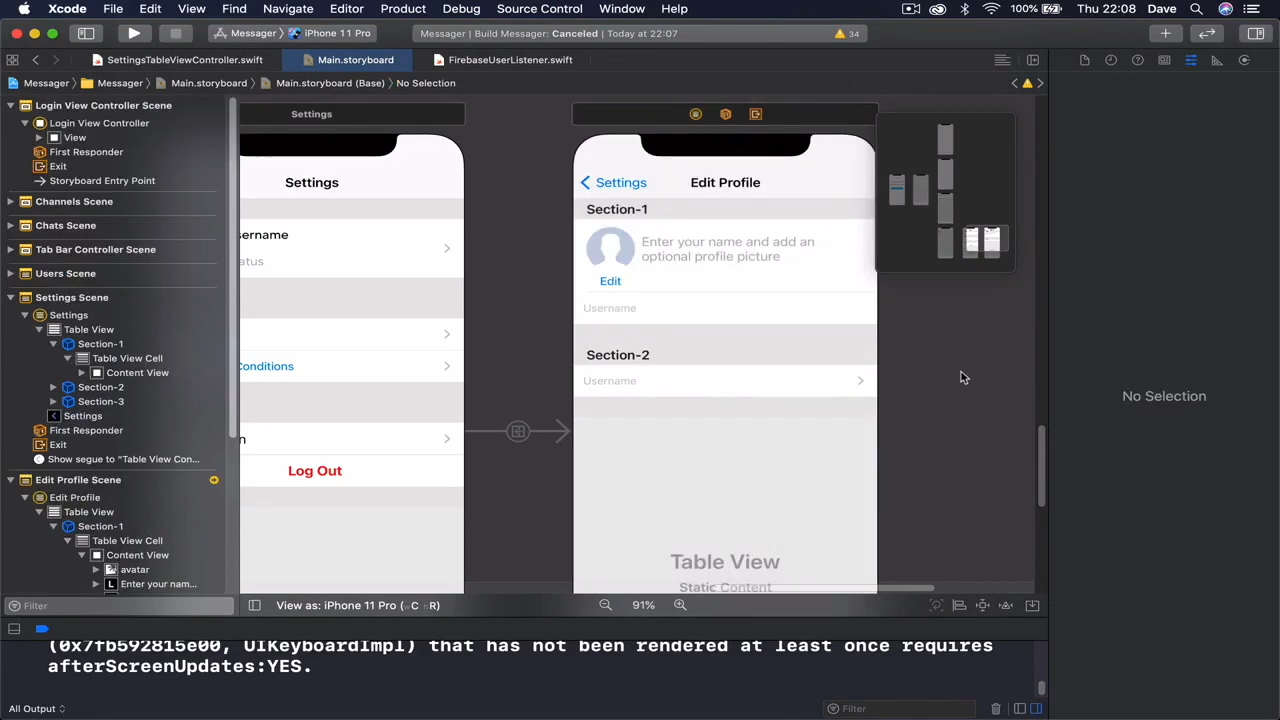 Xcode File Edit View Find Navigate Editor Product Debug Source Control Window Help 100% Thu 22:08 Dave
Messager iPhone 11 Pro Messager | Build Messager: Canceled | Today at 22:07 34
SettingsTableViewController.swift Main.storyboard FirebaseUserListener.swift
Messager Messager Main.storyboard Main.storyboard (Base) No Selection
Login View Controller Scene
Login View Controller
View
First Responder
Exit
Storyboard Entry Point
Channels Scene
Chats Scene
Tab Bar Controller Scene
Users Scene
Settings Scene
Settings
Table View
Section-1
Table View Cell
Content View
Section-2
Section-3
Settings
First Responder
Exit
Show segue to “Table View Con...
Edit Profile Scene
Edit Profile
Table View
Section-1
Table View Cell
Content View
avatar
Enter your nam...
Filter
Settings
Settings
sername
tatus
Conditions
n
Log Out
Settings Edit Profile
Section-1
Enter your name and add an
optional profile picture
Edit
Username
Section-2
Username
Table View
Static Content
No Selection
View as: iPhone 11 Pro (wC hR) 91%
(0x7fb592815e00, UIKeyboardImpl) that has not been rendered at least once requires
afterScreenUpdates:YES.
All Output Filter